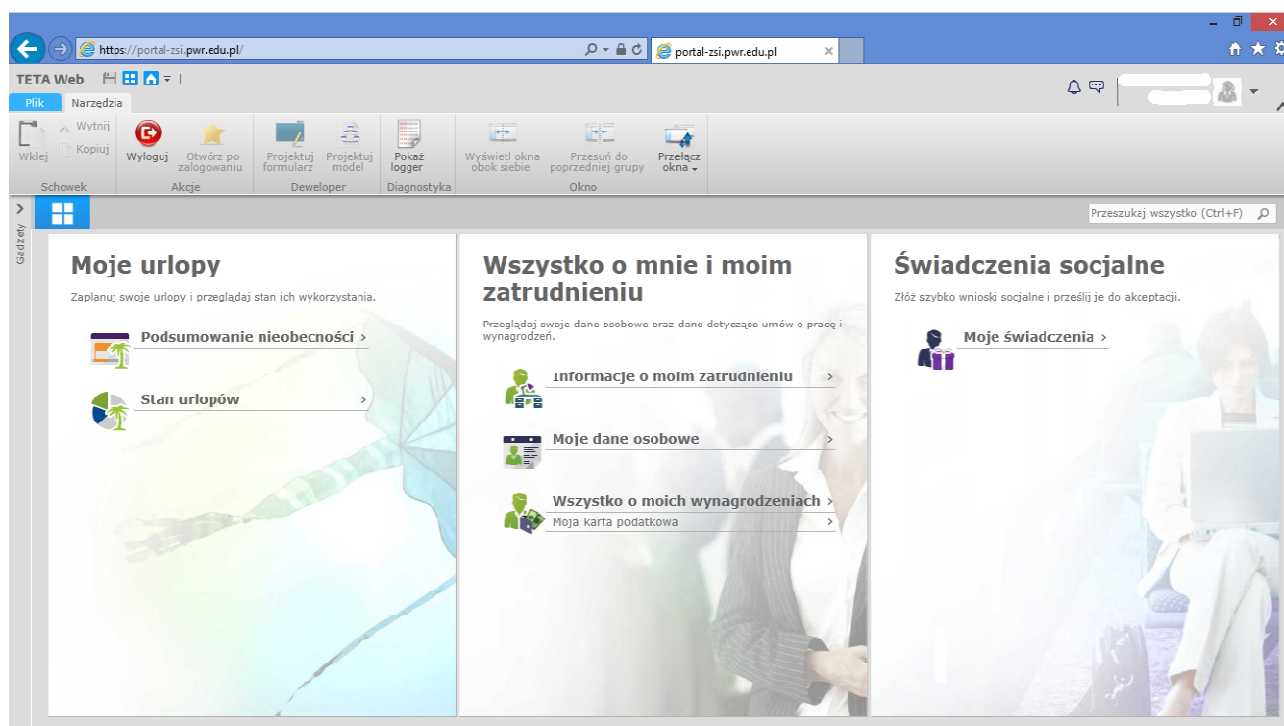 https://portal-zsi.pwr.edu.pl/
portal-zsi.pwr.edu.pl
TETA Web
Plik Narzędzia
Wklej
Wytnij
Kopiuj
Schowek
Wyloguj
Otwórz po
zalogowaniu
Akcje
Projektuj
formularz
Projektuj
model
Deweloper
Pokaż
logger
Diagnostyka
Wyświetl okna
obok siebie
Przesuń do
poprzedniej grupy
Przełącz
okna
Okno
Gadżety
Przeszukaj wszystko (Ctrl+F)
Moje urlopy
Zaplanuj swoje urlopy i przeglądaj stan ich wykorzystania.
Podsumowanie nieobecności >
Stan urlopów >
Wszystko o mnie i moim
zatrudnieniu
Przeglądaj swoje dane osobowe oraz dane dotyczące umów o pracę i
wynagrodzeń.
Informacje o moim zatrudnieniu >
Moje dane osobowe >
Wszystko o moich wynagrodzeniach >
Moja karta podatkowa >
Świadczenia socjalne
Złóż szybko wnioski socjalne i prześlij je do akceptacji.
Moje świadczenia >